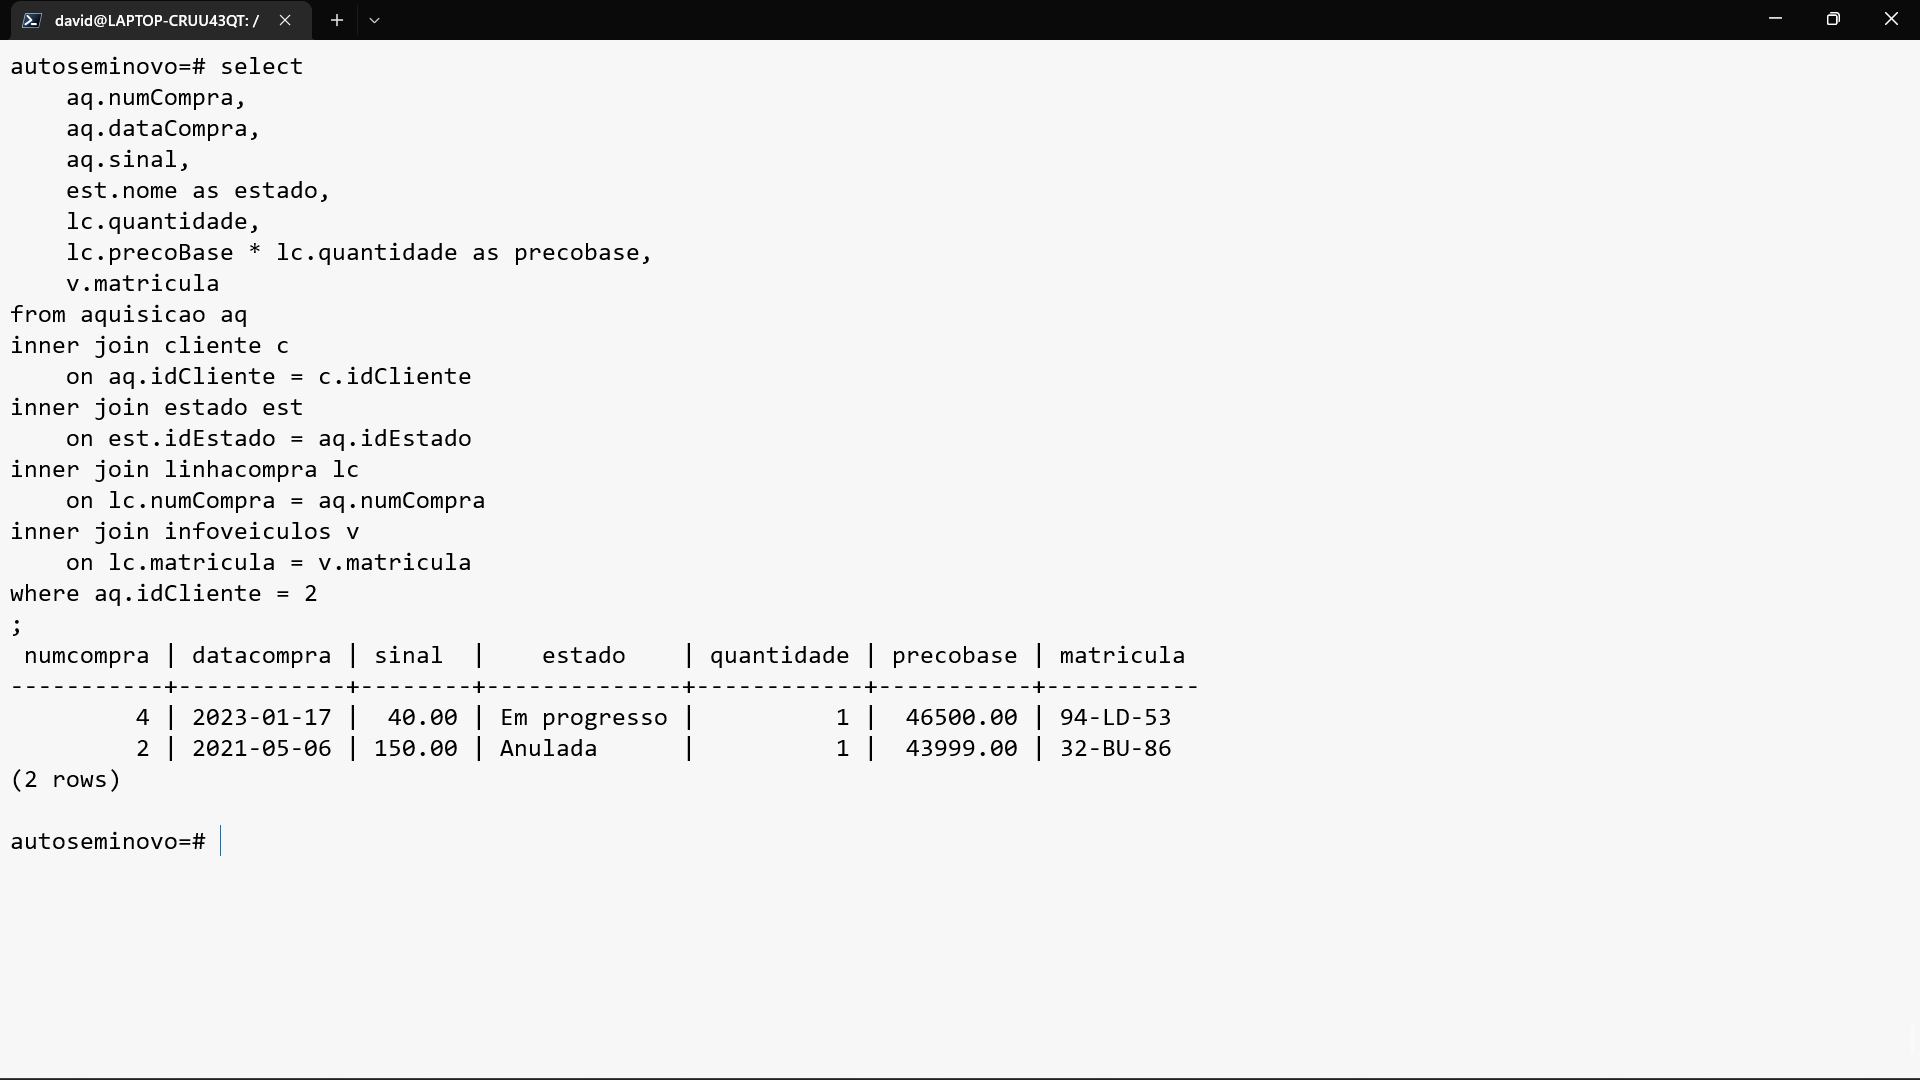 david@LAPTOP-CRUU43QT: /
autoseminovo=# select
    aq.numCompra,
    aq.dataCompra,
    aq.sinal,
    est.nome as estado,
    lc.quantidade,
    lc.precoBase * lc.quantidade as precobase,
    v.matricula
from aquisicao aq
inner join cliente c
    on aq.idCliente = c.idCliente
inner join estado est
    on est.idEstado = aq.idEstado
inner join linhacompra lc
    on lc.numCompra = aq.numCompra
inner join infoveiculos v
    on lc.matricula = v.matricula
where aq.idCliente = 2
;
 numcompra | datacompra | sinal  |    estado    | quantidade | precobase | matricula
-----------+------------+--------+--------------+------------+-----------+-----------
         4 | 2023-01-17 |  40.00 | Em progresso |          1 |  46500.00 | 94-LD-53
         2 | 2021-05-06 | 150.00 | Anulada      |          1 |  43999.00 | 32-BU-86
(2 rows)
autoseminovo=#